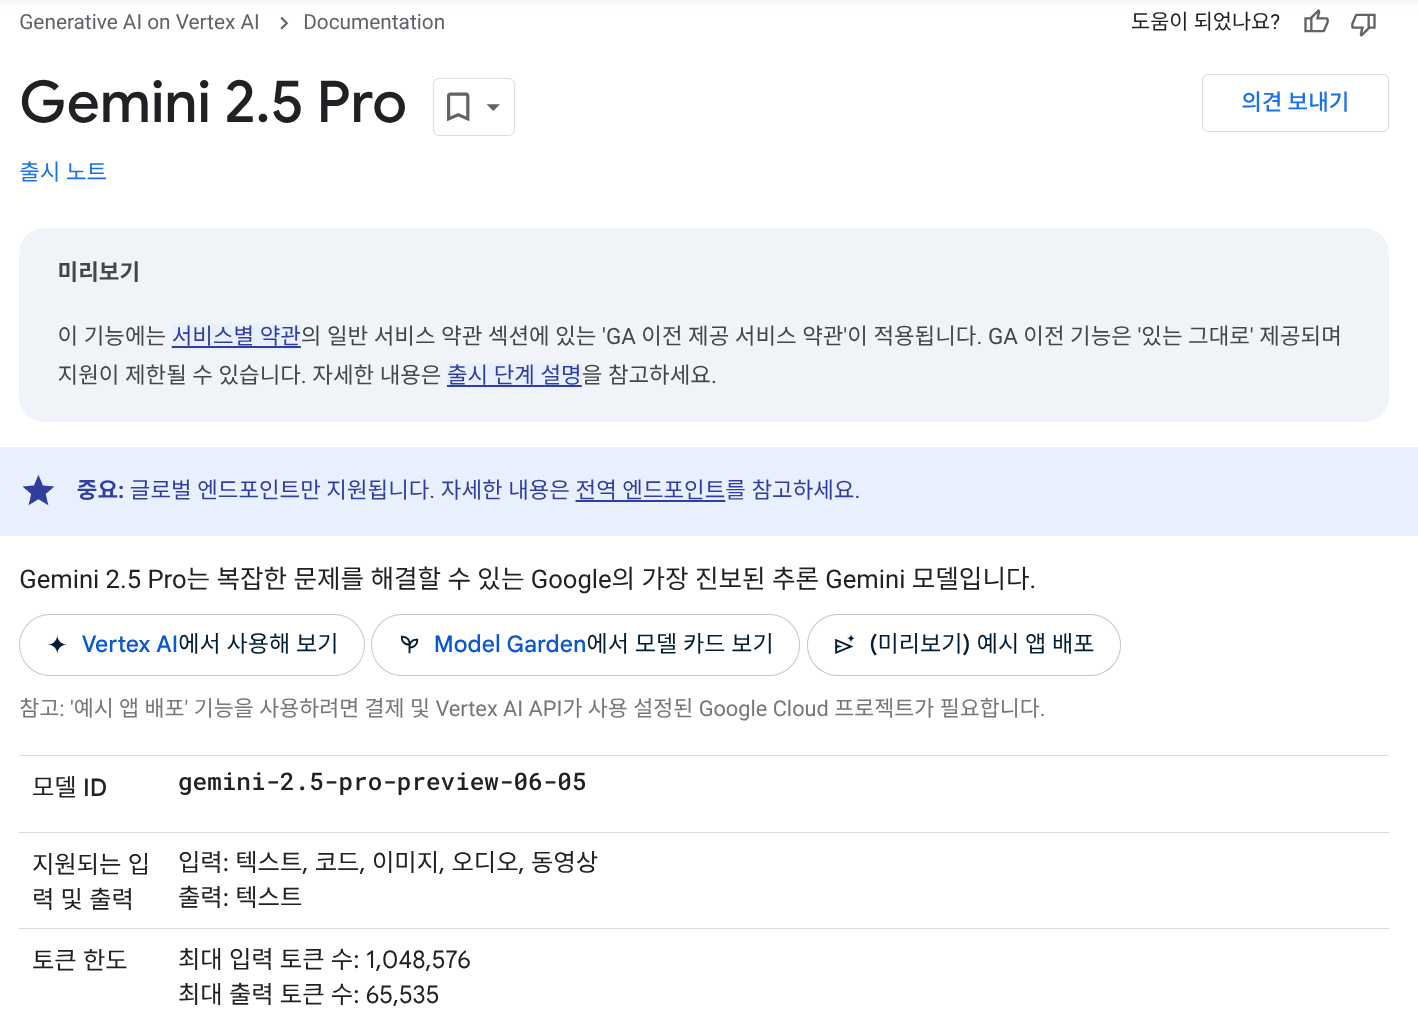 Generative AI on Vertex AI > Documentation
도움이 되었나요?
Gemini 2.5 Pro
의견 보내기
출시 노트
미리보기
이 기능에는 서비스별 약관의 일반 서비스 약관 섹션에 있는 'GA 이전 제공 서비스 약관'이 적용됩니다. GA 이전 기능은 '있는 그대로' 제공되며
지원이 제한될 수 있습니다. 자세한 내용은 출시 단계 설명을 참고하세요.
중요: 글로벌 엔드포인트만 지원됩니다. 자세한 내용은 전역 엔드포인트를 참고하세요.
Gemini 2.5 Pro는 복잡한 문제를 해결할 수 있는 Google의 가장 진보된 추론 Gemini 모델입니다.
Vertex AI에서 사용해 보기
Model Garden에서 모델 카드 보기
(미리보기) 예시 앱 배포
참고: '예시 앱 배포' 기능을 사용하려면 결제 및 Vertex AI API가 사용 설정된 Google Cloud 프로젝트가 필요합니다.
모델 ID
gemini-2.5-pro-preview-06-05
지원되는 입
력 및 출력
입력: 텍스트, 코드, 이미지, 오디오, 동영상
출력: 텍스트
토큰 한도
최대 입력 토큰 수: 1,048,576
최대 출력 토큰 수: 65,535